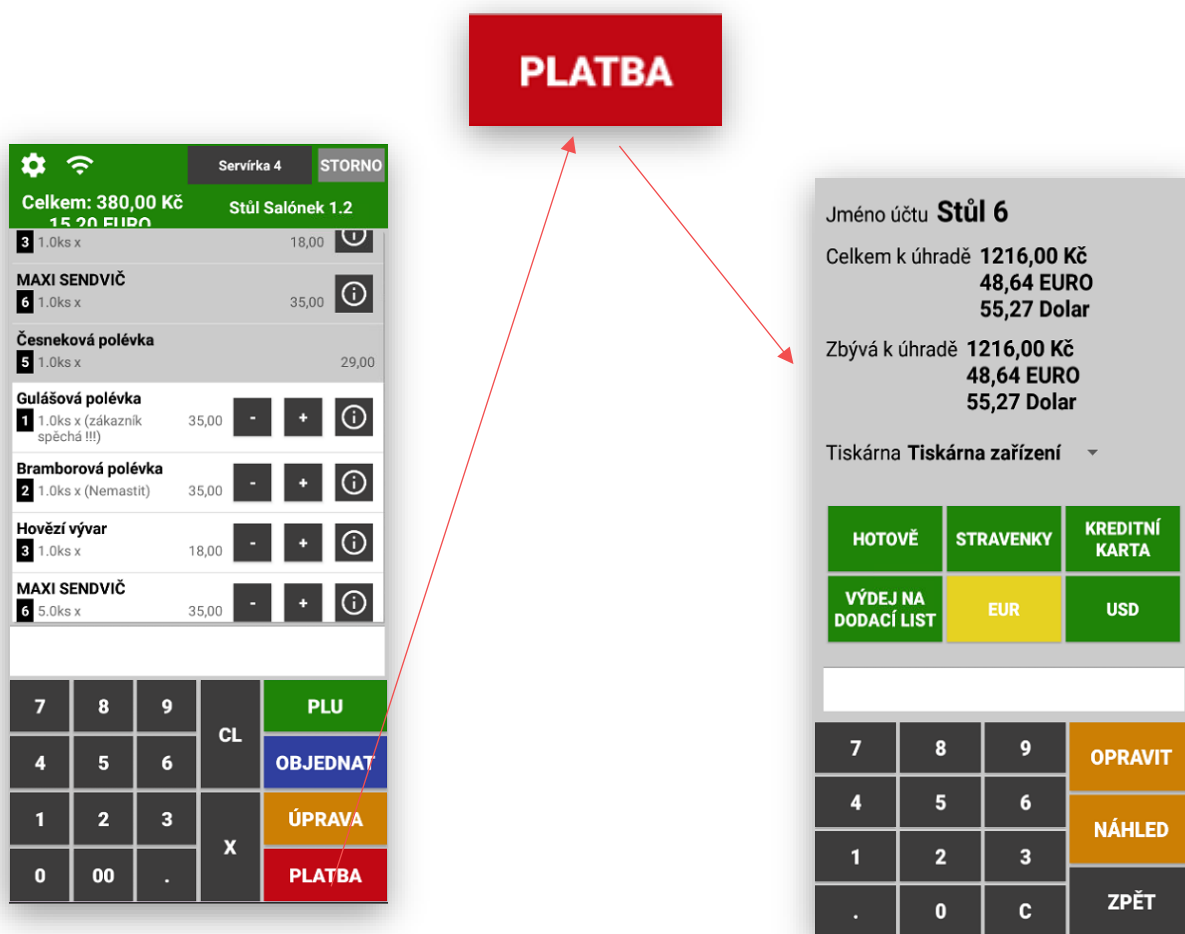 PLATBA
Servírka 4
STORNO
Celkem: 380,00 Kč
15,20 EURO
Stůl Salónek 1.2
3 1.0ks x 18,00
MAXI SENDVIČ
6 1.0ks x 35,00
Česneková polévka
5 1.0ks x 29,00
Gulášová polévka
1 1.0ks x (zákazník 35,00 - +
spěchá !!!)
Bramborová polévka
2 1.0ks x (Nemastit) 35,00 - +
Hovězí vývar
3 1.0ks x 18,00 - +
MAXI SENDVIČ
6 5.0ks x 35,00 - +
7 8 9 CL PLU
4 5 6 OBJEDNAT
1 2 3 X ÚPRAVA
0 00 . PLATBA
Jméno účtu Stůl 6
Celkem k úhradě 1216,00 Kč
48,64 EURO
55,27 Dolar
Zbývá k úhradě 1216,00 Kč
48,64 EURO
55,27 Dolar
Tiskárna Tiskárna zařízení
HOTOVĚ STRAVENKY KREDITNÍ
KARTA
VÝDEJ NA
DODACÍ LIST EUR USD
7 8 9 OPRAVIT
4 5 6 NÁHLED
1 2 3
. 0 C ZPĚT